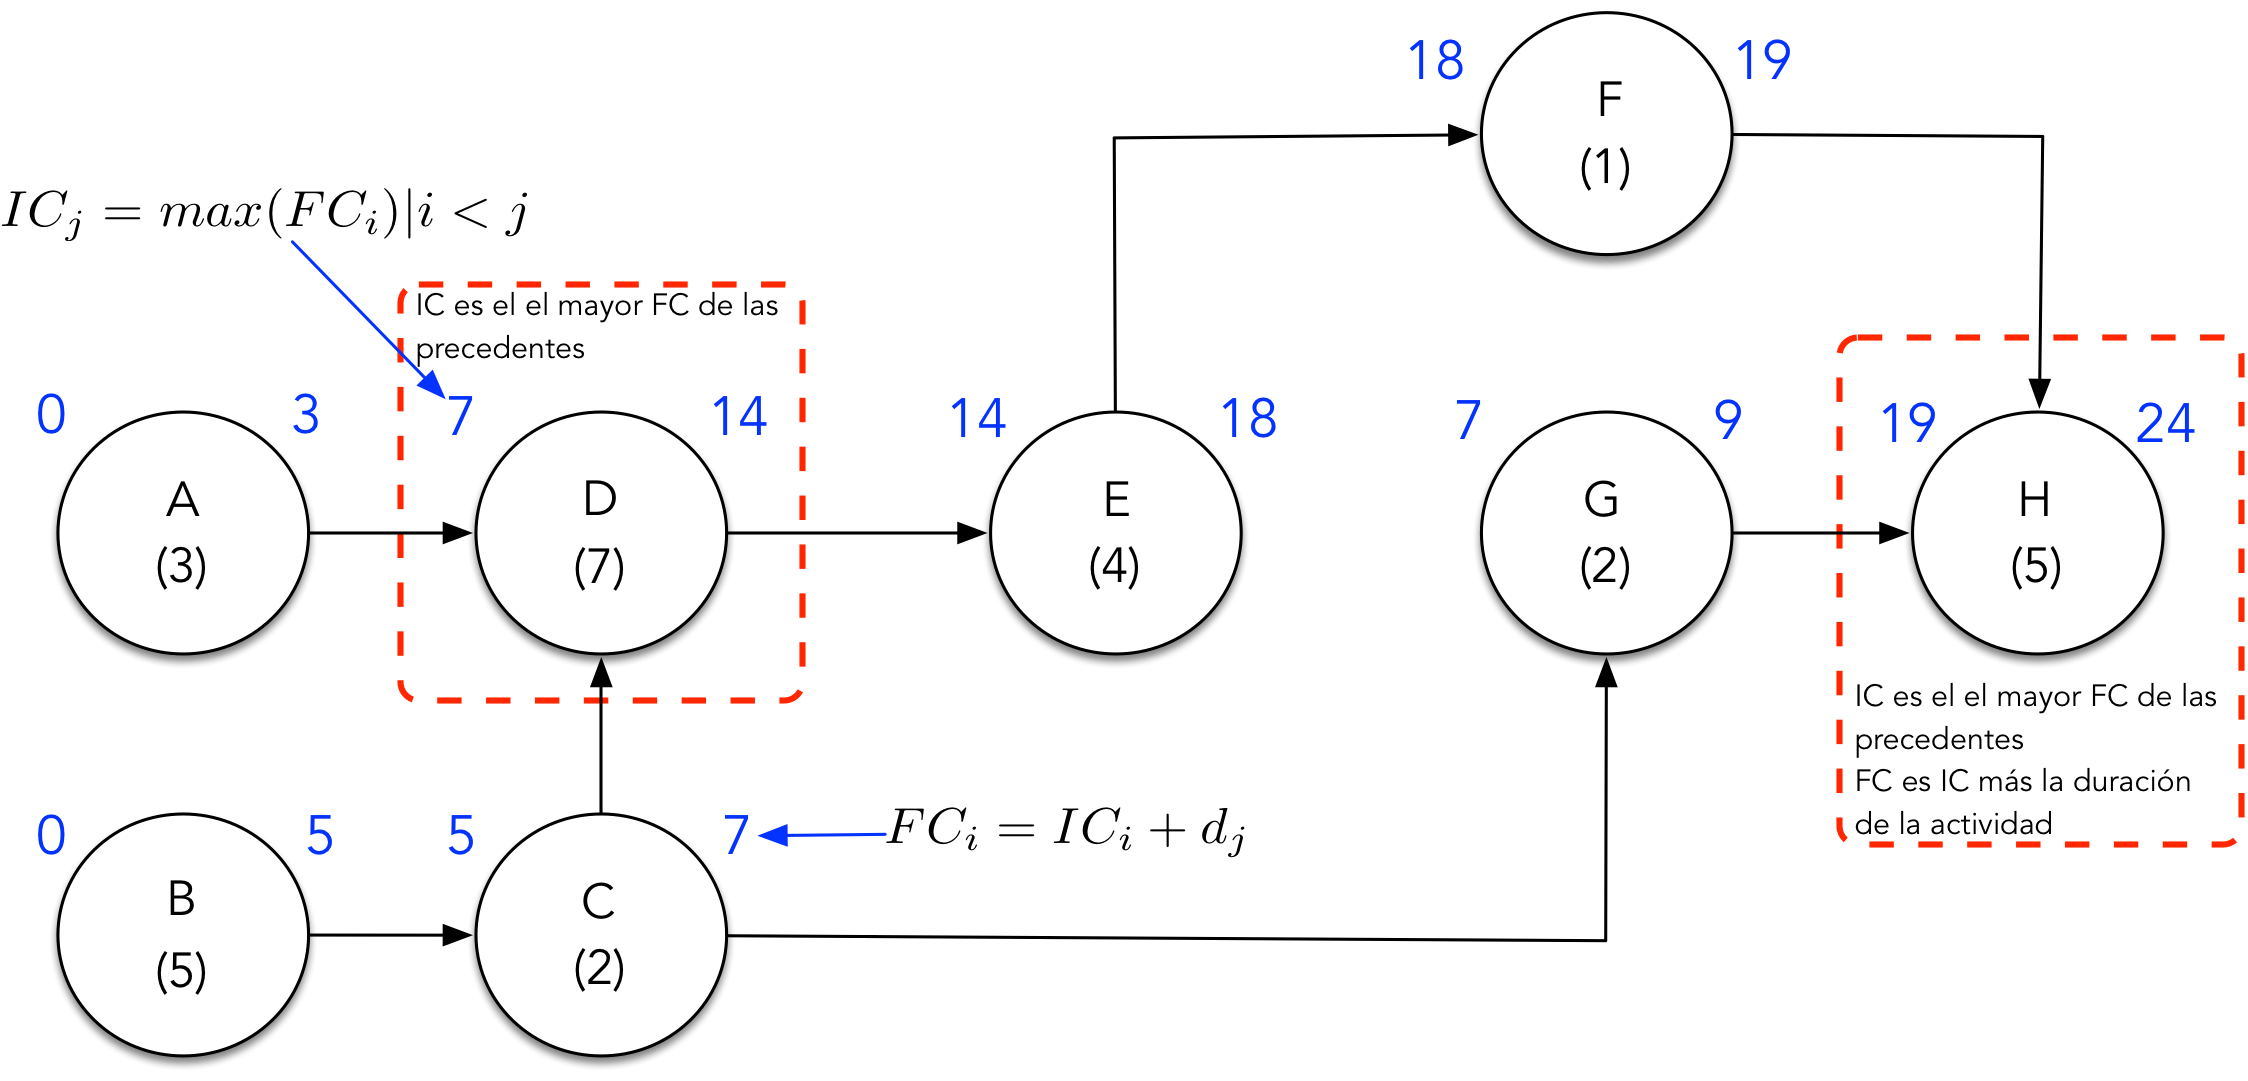 18
19
F
(1)
IC_j = max(FC_i)|i < j
IC es el el mayor FC de las
precedentes
0
3
7
14
14
18
7
9
19
24
A
(3)
D
(7)
E
(4)
G
(2)
H
(5)
IC es el el mayor FC de las
precedentes
FC es IC más la duración
de la actividad
0
5
5
7
FC_i = IC_i + d_j
B
(5)
C
(2)